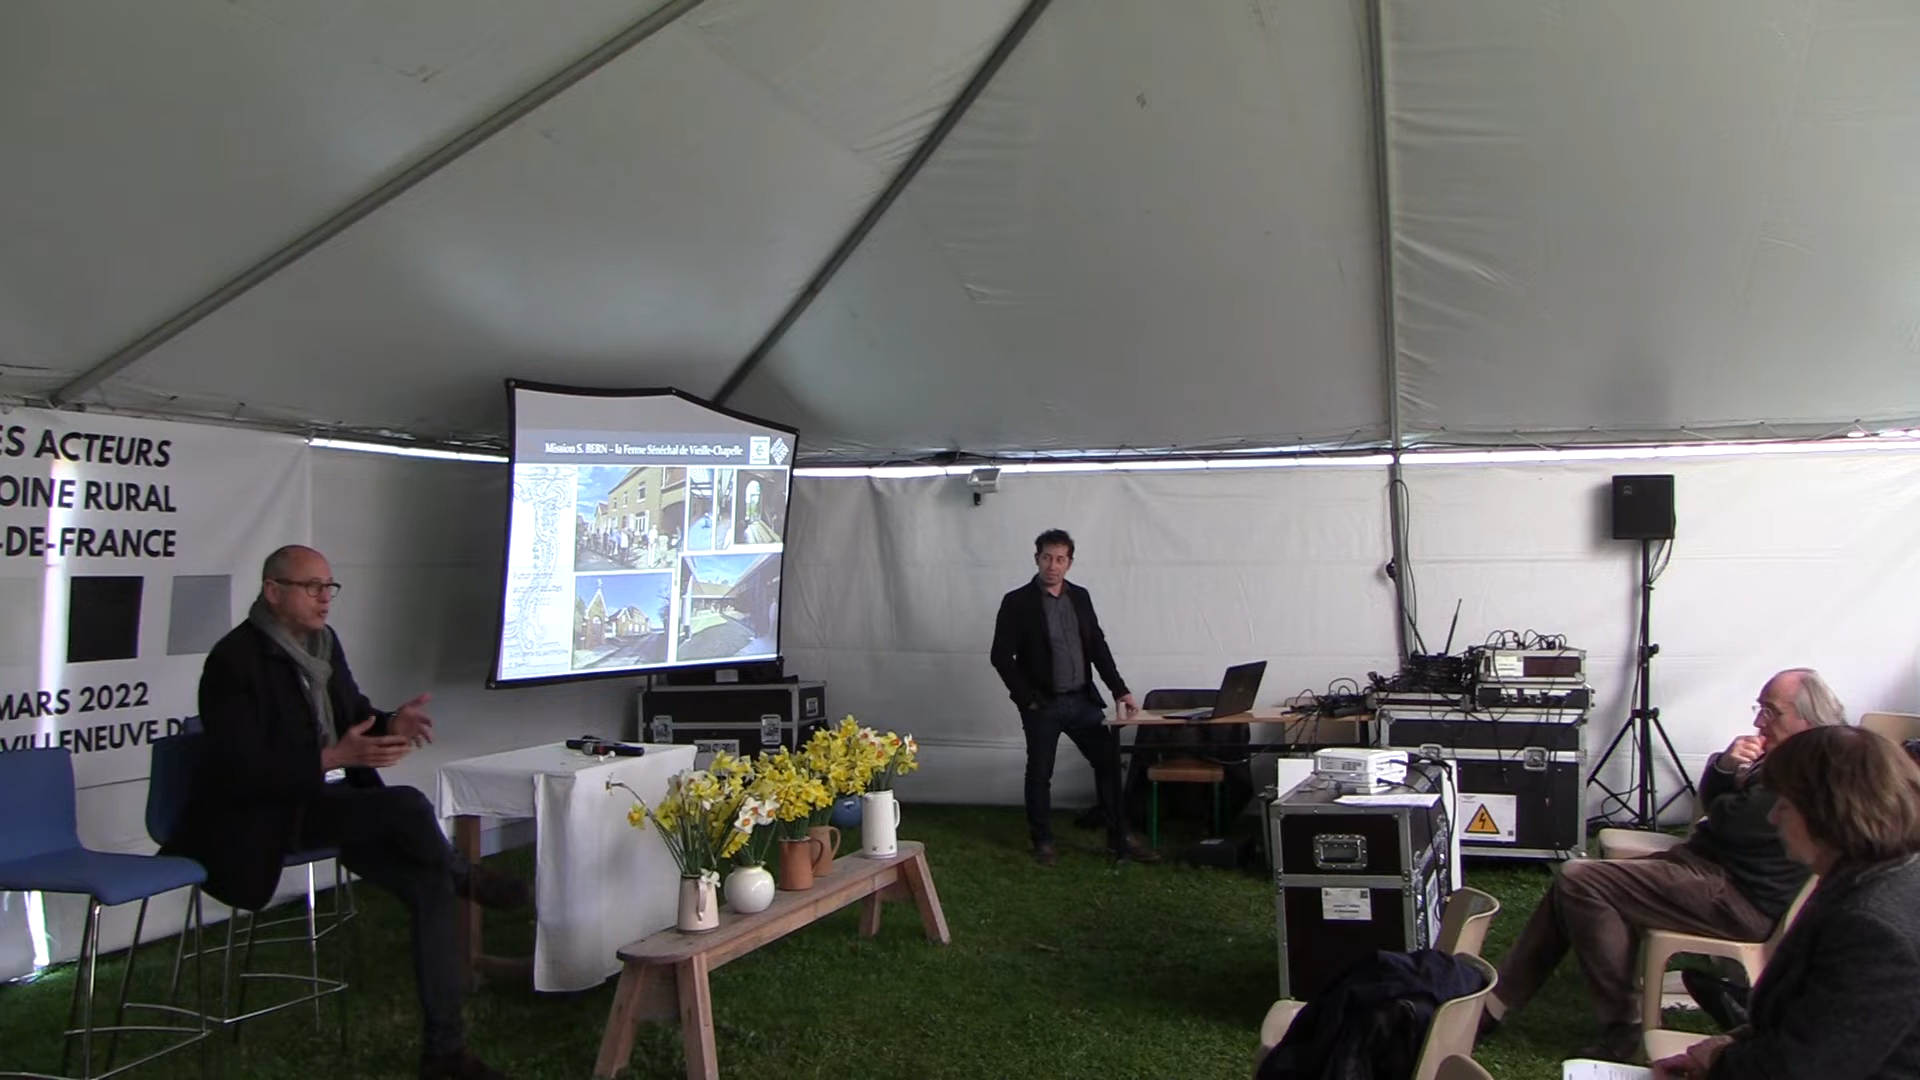 ES ACTEURS
OINE RURAL
-DE-FRANCE
MARS 2022
VILLENEUVE D
Mission S. BERN – la Ferme Sénéchal de Vieille-Chapelle